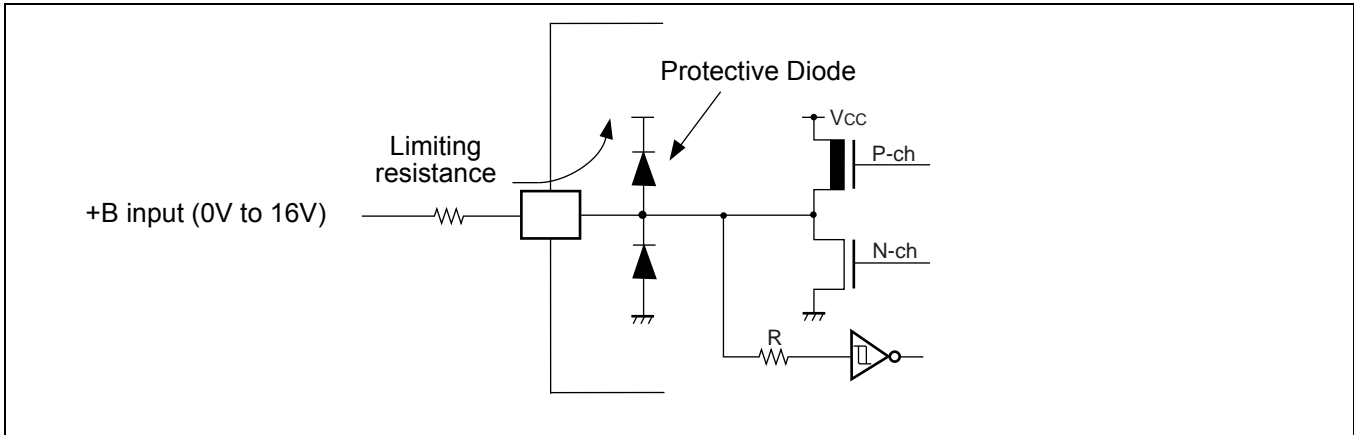 Protective Diode
VCC
Limiting
resistance
P-ch
+B input (0V to 16V)
N-ch
R